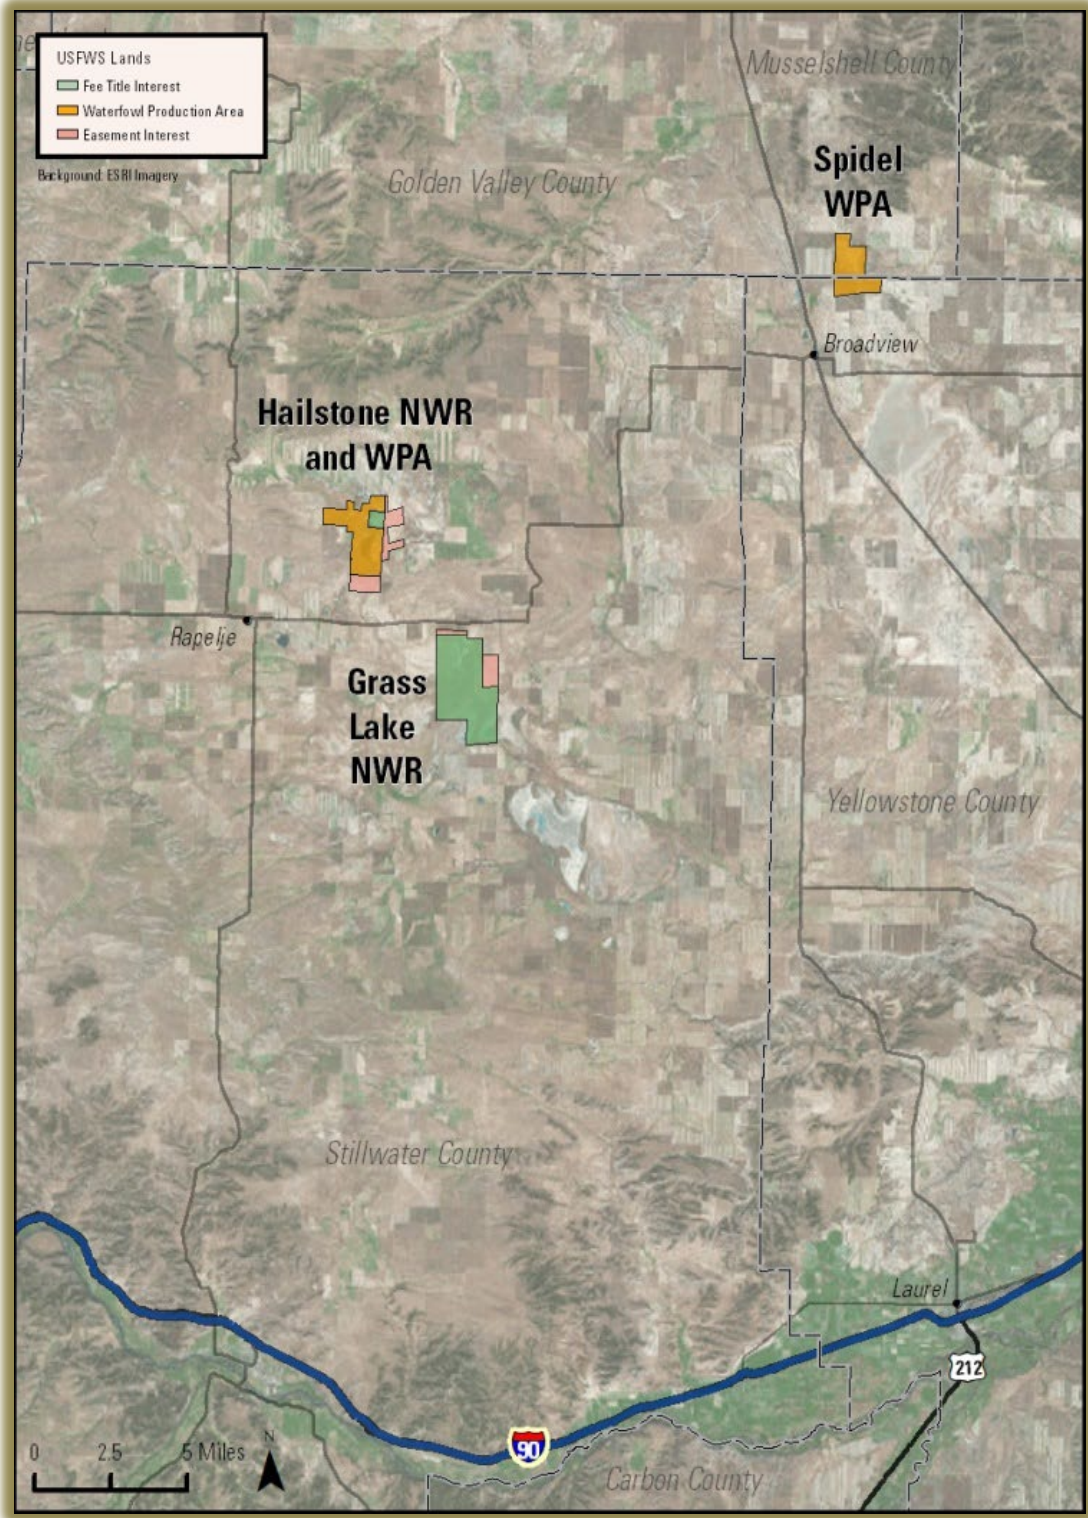 USFWS Lands
Fee Title Interest
Waterfowl Production Area
Easement Interest
Background: ESRI Imagery
Musselshell County
Golden Valley County
Spidel
WPA
Broadview
Hailstone NWR
and WPA
Rapelje
Grass
Lake
NWR
Yellowstone County
Stillwater County
Laurel
212
90
Carbon County
0 2.5 5 Miles
N